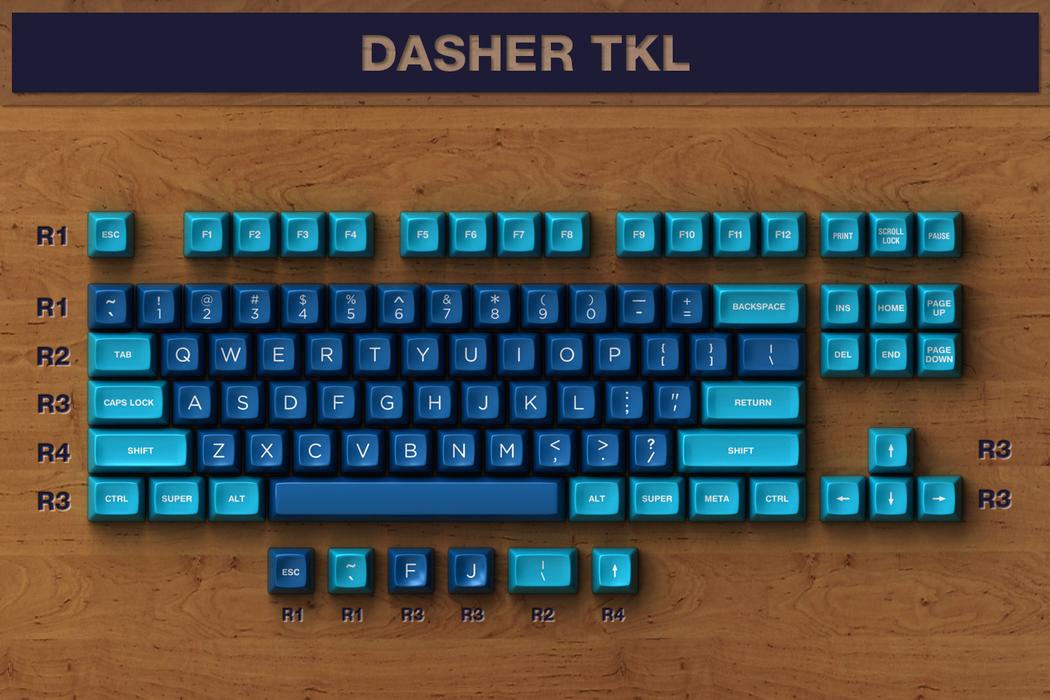 DASHER TKL
R1 ESC F1 F2 F3 F4 F5 F6 F7 F8 F9 F10 F11 F12 PRINT SCROLL LOCK PAUSE
R1 ~ ` ! 1 @ 2 # 3 $ 4 % 5 ^ 6 & 7 * 8 ( 9 ) 0 — - + = BACKSPACE INS HOME PAGE UP
R2 TAB Q W E R T Y U I O P { [ } ] | \ DEL END PAGE DOWN
R3 CAPS LOCK A S D F G H J K L : ; " ' RETURN
R4 SHIFT Z X C V B N M < , > . ? / SHIFT ↑ R3
R3 CTRL SUPER ALT ALT SUPER META CTRL ← ↓ → R3
ESC ~ ` F J | \ ↑
R1 R1 R3 R3 R2 R4